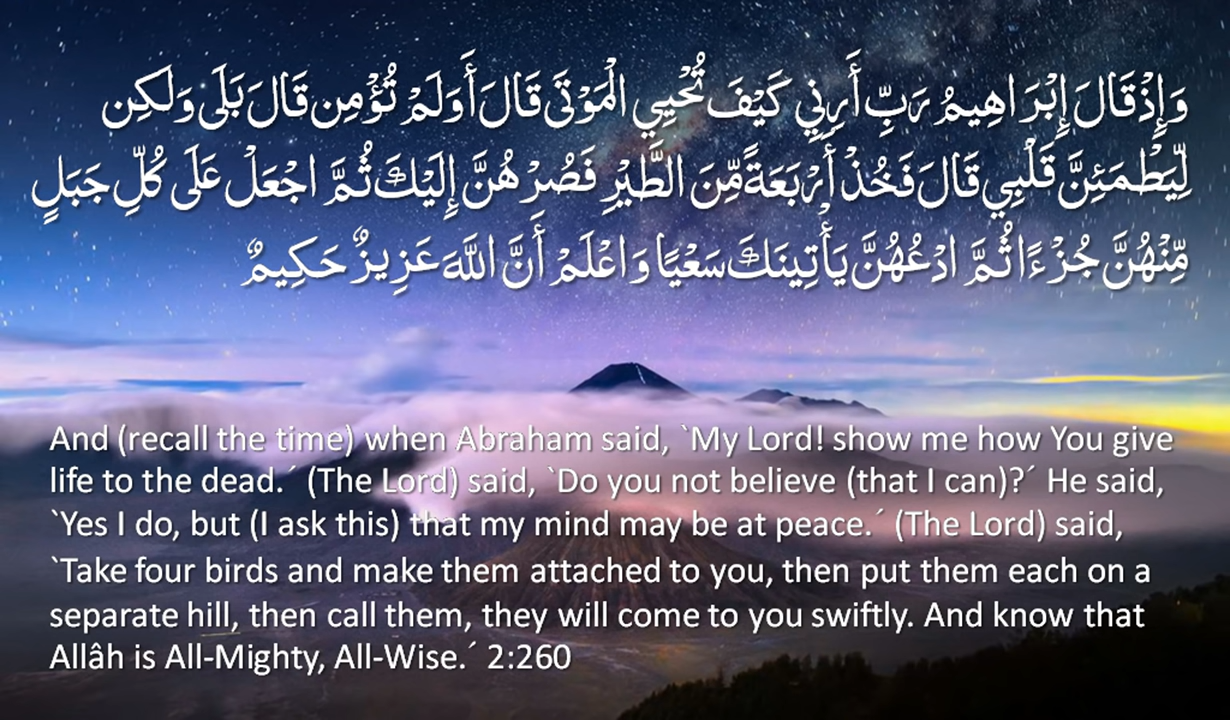 وَإِذْ قَالَ إِبْرَاهِيمُ رَبِّ أَرِنِي كَيْفَ تُحْيِي الْمَوْتَى قَالَ أَوَلَمْ تُؤْمِن قَالَ بَلَى وَلَكِن
لِّيَطْمَئِنَّ قَلْبِي قَالَ فَخُذْ أَرْبَعَةً مِّنَ الطَّيْرِ فَصُرْهُنَّ إِلَيْكَ ثُمَّ اجْعَلْ عَلَى كُلِّ جَبَلٍ
مِّنْهُنَّ جُزْءًا ثُمَّ ادْعُهُنَّ يَأْتِينَكَ سَعْيًا وَاعْلَمْ أَنَّ اللَّهَ عَزِيزٌ حَكِيمٌ
And (recall the time) when Abraham said, `My Lord! show me how You give
life to the dead.´ (The Lord) said, `Do you not believe (that I can)?´ He said,
`Yes I do, but (I ask this) that my mind may be at peace.´ (The Lord) said,
`Take four birds and make them attached to you, then put them each on a
separate hill, then call them, they will come to you swiftly. And know that
Allâh is All-Mighty, All-Wise.´ 2:260